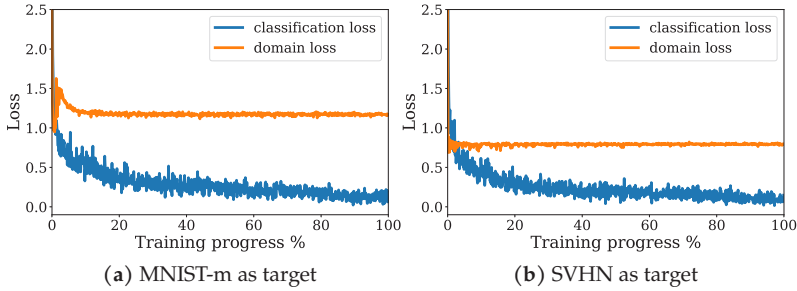 2.5
2.0
1.5
1.0
0.5
0.0
Loss
classification loss
domain loss
0 20 40 60 80 100
Training progress %
(a) MNIST-m as target
2.5
2.0
1.5
1.0
0.5
0.0
Loss
classification loss
domain loss
0 20 40 60 80 100
Training progress %
(b) SVHN as target